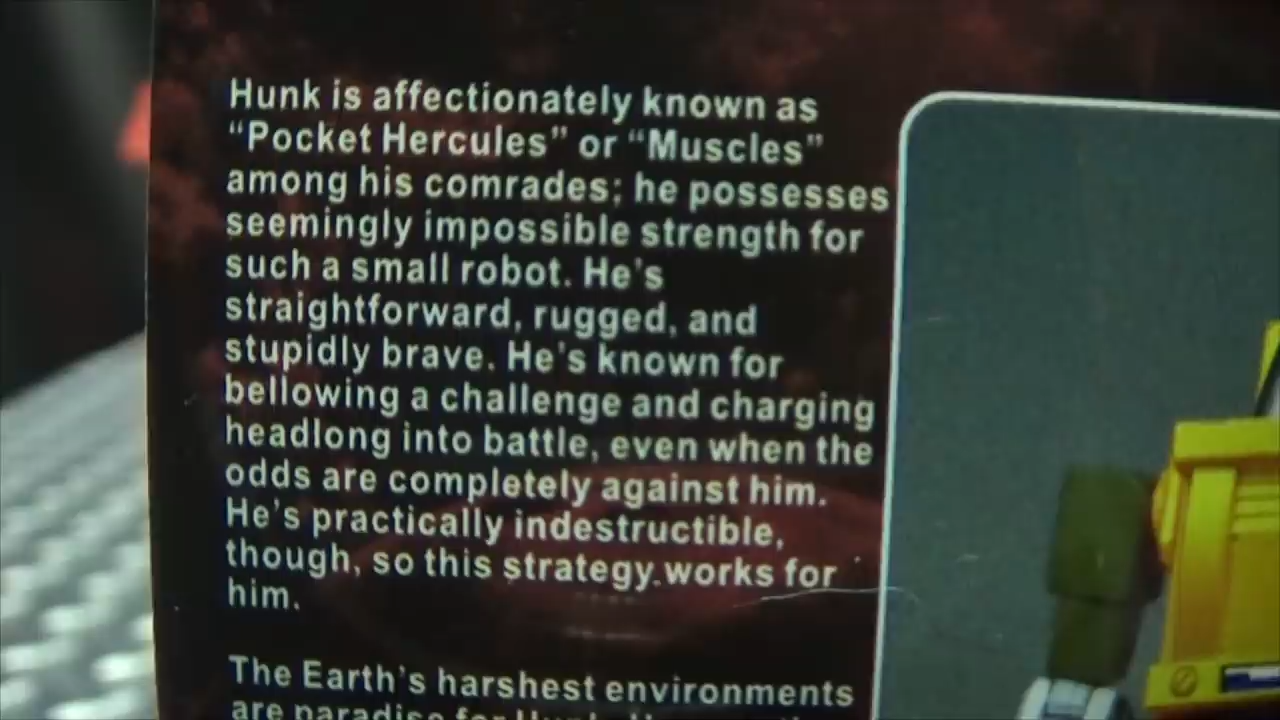 Hunk is affectionately known as
“Pocket Hercules” or “Muscles”
among his comrades; he possesses
seemingly impossible strength for
such a small robot. He's
straightforward, rugged, and
stupidly brave. He's known for
bellowing a challenge and charging
headlong into battle, even when the
odds are completely against him.
He's practically indestructible,
though, so this strategy works for
him.
The Earth's harshest environments
are paradise for